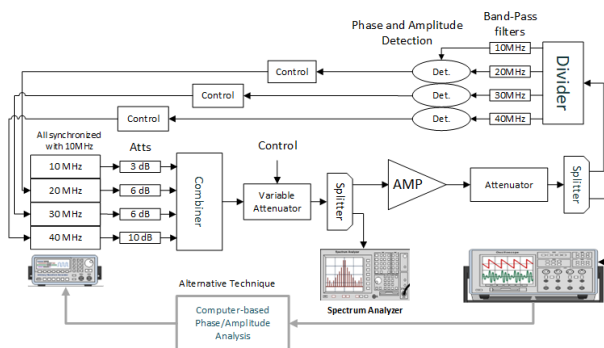 Phase and Amplitude
Detection
Band-Pass
filters
10MHz
20MHz
30MHz
40MHz
Divider
Det.
Det.
Det.
Control
Control
Control
All synchronized
with 10MHz
Atts
10 MHz
20 MHz
30 MHz
40 MHz
3 dB
6 dB
6 dB
10 dB
Combiner
Control
Variable
Attenuator
Splitter
AMP
Attenuator
Splitter
Spectrum Analyzer
Alternative Technique
Computer-based
Phase/Amplitude
Analysis